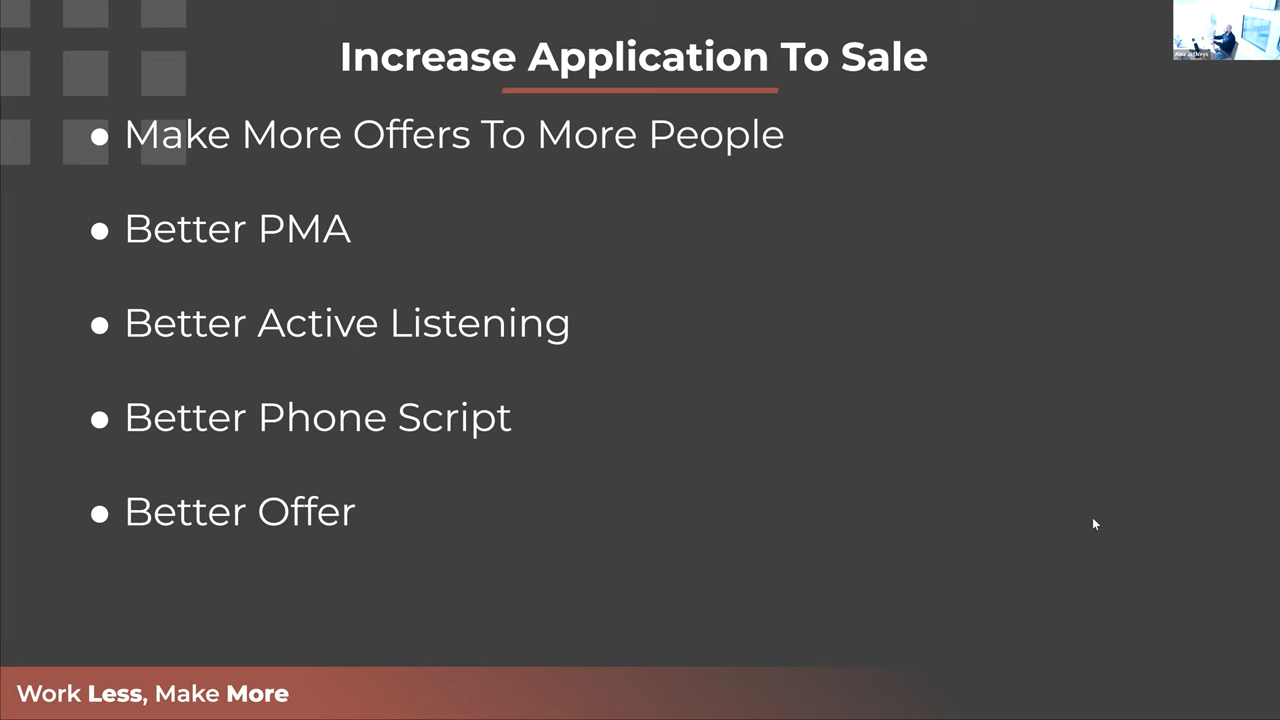 Increase Application To Sale
● Make More Offers To More People
● Better PMA
● Better Active Listening
● Better Phone Script
● Better Offer
Work Less, Make More